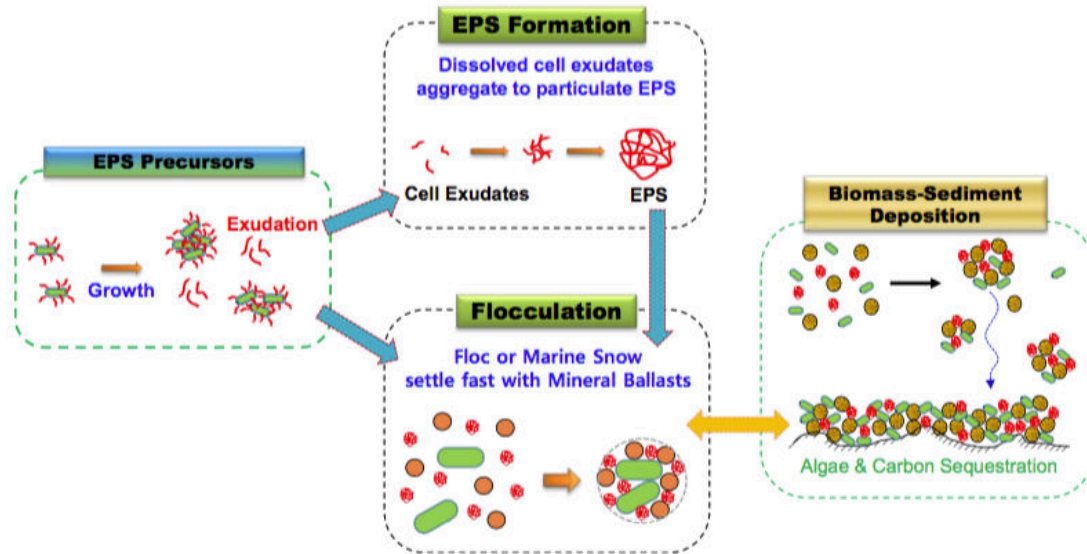 EPS Precursors
Exudation
Growth
EPS Formation
Dissolved cell exudates
aggregate to particulate EPS
Cell Exudates
EPS
Flocculation
Floc or Marine Snow
settle fast with Mineral Ballasts
Biomass-Sediment
Deposition
Algae & Carbon Sequestration